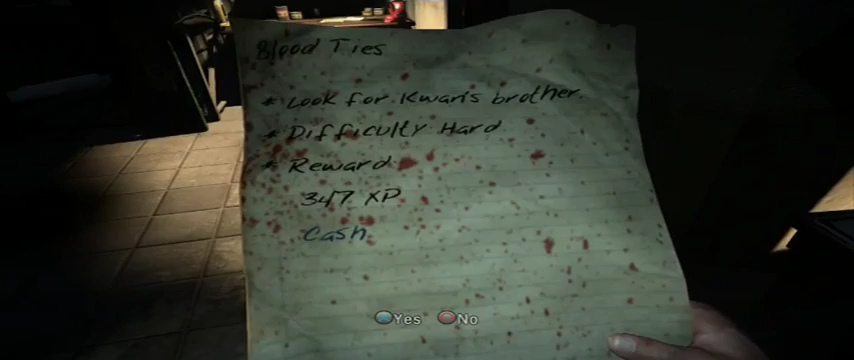 Blood Ties
* Look for Kwan's brother.
* Difficulty Hard
* Reward
347 XP
Cash
Yes No